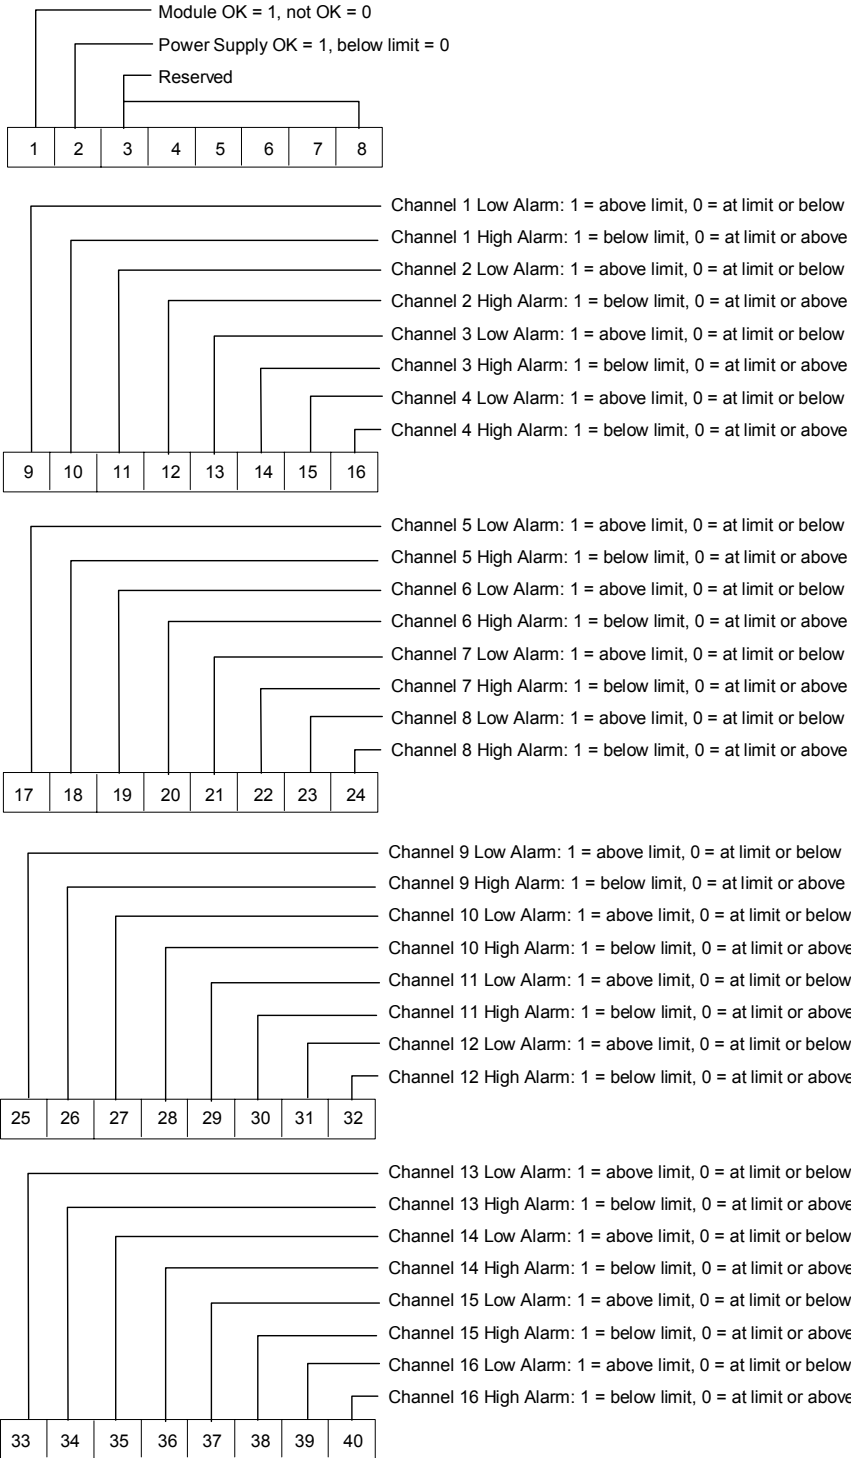 Module OK = 1, not OK = 0
Power Supply OK = 1, below limit = 0
Reserved
1 2 3 4 5 6 7 8
Channel 1 Low Alarm: 1 = above limit, 0 = at limit or below
Channel 1 High Alarm: 1 = below limit, 0 = at limit or above
Channel 2 Low Alarm: 1 = above limit, 0 = at limit or below
Channel 2 High Alarm: 1 = below limit, 0 = at limit or above
Channel 3 Low Alarm: 1 = above limit, 0 = at limit or below
Channel 3 High Alarm: 1 = below limit, 0 = at limit or above
Channel 4 Low Alarm: 1 = above limit, 0 = at limit or below
Channel 4 High Alarm: 1 = below limit, 0 = at limit or above
9 10 11 12 13 14 15 16
Channel 5 Low Alarm: 1 = above limit, 0 = at limit or below
Channel 5 High Alarm: 1 = below limit, 0 = at limit or above
Channel 6 Low Alarm: 1 = above limit, 0 = at limit or below
Channel 6 High Alarm: 1 = below limit, 0 = at limit or above
Channel 7 Low Alarm: 1 = above limit, 0 = at limit or below
Channel 7 High Alarm: 1 = below limit, 0 = at limit or above
Channel 8 Low Alarm: 1 = above limit, 0 = at limit or below
Channel 8 High Alarm: 1 = below limit, 0 = at limit or above
17 18 19 20 21 22 23 24
Channel 9 Low Alarm: 1 = above limit, 0 = at limit or below
Channel 9 High Alarm: 1 = below limit, 0 = at limit or above
Channel 10 Low Alarm: 1 = above limit, 0 = at limit or below
Channel 10 High Alarm: 1 = below limit, 0 = at limit or above
Channel 11 Low Alarm: 1 = above limit, 0 = at limit or below
Channel 11 High Alarm: 1 = below limit, 0 = at limit or above
Channel 12 Low Alarm: 1 = above limit, 0 = at limit or below
Channel 12 High Alarm: 1 = below limit, 0 = at limit or above
25 26 27 28 29 30 31 32
Channel 13 Low Alarm: 1 = above limit, 0 = at limit or below
Channel 13 High Alarm: 1 = below limit, 0 = at limit or above
Channel 14 Low Alarm: 1 = above limit, 0 = at limit or below
Channel 14 High Alarm: 1 = below limit, 0 = at limit or above
Channel 15 Low Alarm: 1 = above limit, 0 = at limit or below
Channel 15 High Alarm: 1 = below limit, 0 = at limit or above
Channel 16 Low Alarm: 1 = above limit, 0 = at limit or below
Channel 16 High Alarm: 1 = below limit, 0 = at limit or above
33 34 35 36 37 38 39 40